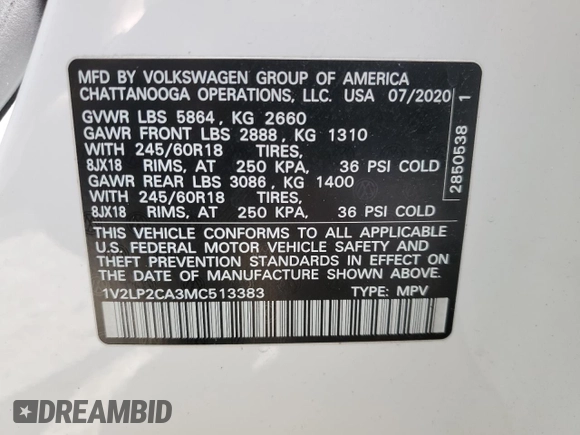 MFD BY VOLKSWAGEN GROUP OF AMERICA
CHATTANOOGA OPERATIONS, LLC. USA 07/2020
GVWR LBS 5864, KG 2660
GAWR FRONT LBS 2888, KG 1310
WITH 245/60R18 TIRES,
8JX18 RIMS, AT 250 KPA, 36 PSI COLD
GAWR REAR LBS 3086, KG 1400
WITH 245/60R18 TIRES,
8JX18 RIMS, AT 250 KPA, 36 PSI COLD
THIS VEHICLE CONFORMS TO ALL APPLICABLE
U.S. FEDERAL MOTOR VEHICLE SAFETY AND
THEFT PREVENTION STANDARDS IN EFFECT ON
THE DATE OF MANUFACTURE SHOWN ABOVE.
1V2LP2CA3MC513383 TYPE: MPV
2850538 1
DREAMBID